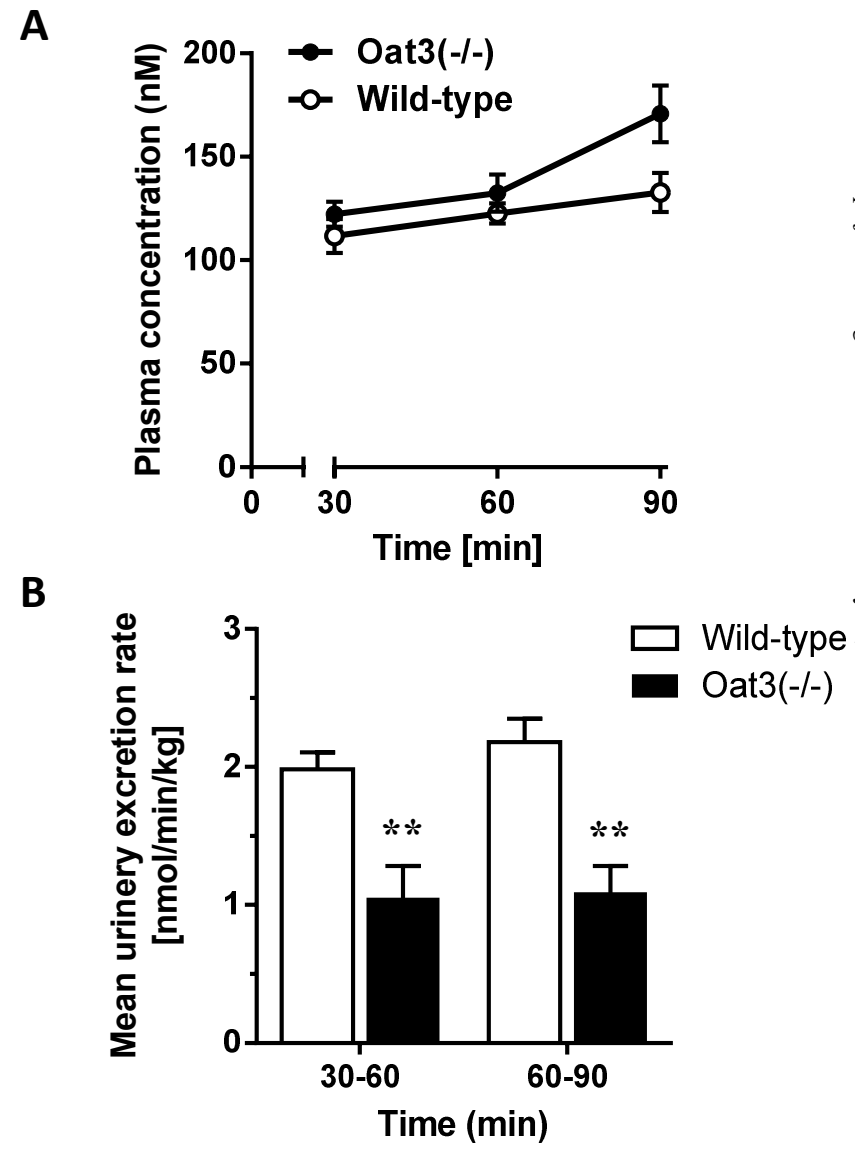 A
Plasma concentration (nM)
200
150
100
50
0
Oat3(-/-)
Wild-type
0 30 60 90
Time [min]
B
Mean urinery excretion rate
[nmol/min/kg]
3
2
1
0
Wild-type
Oat3(-/-)
**
**
30-60 60-90
Time (min)